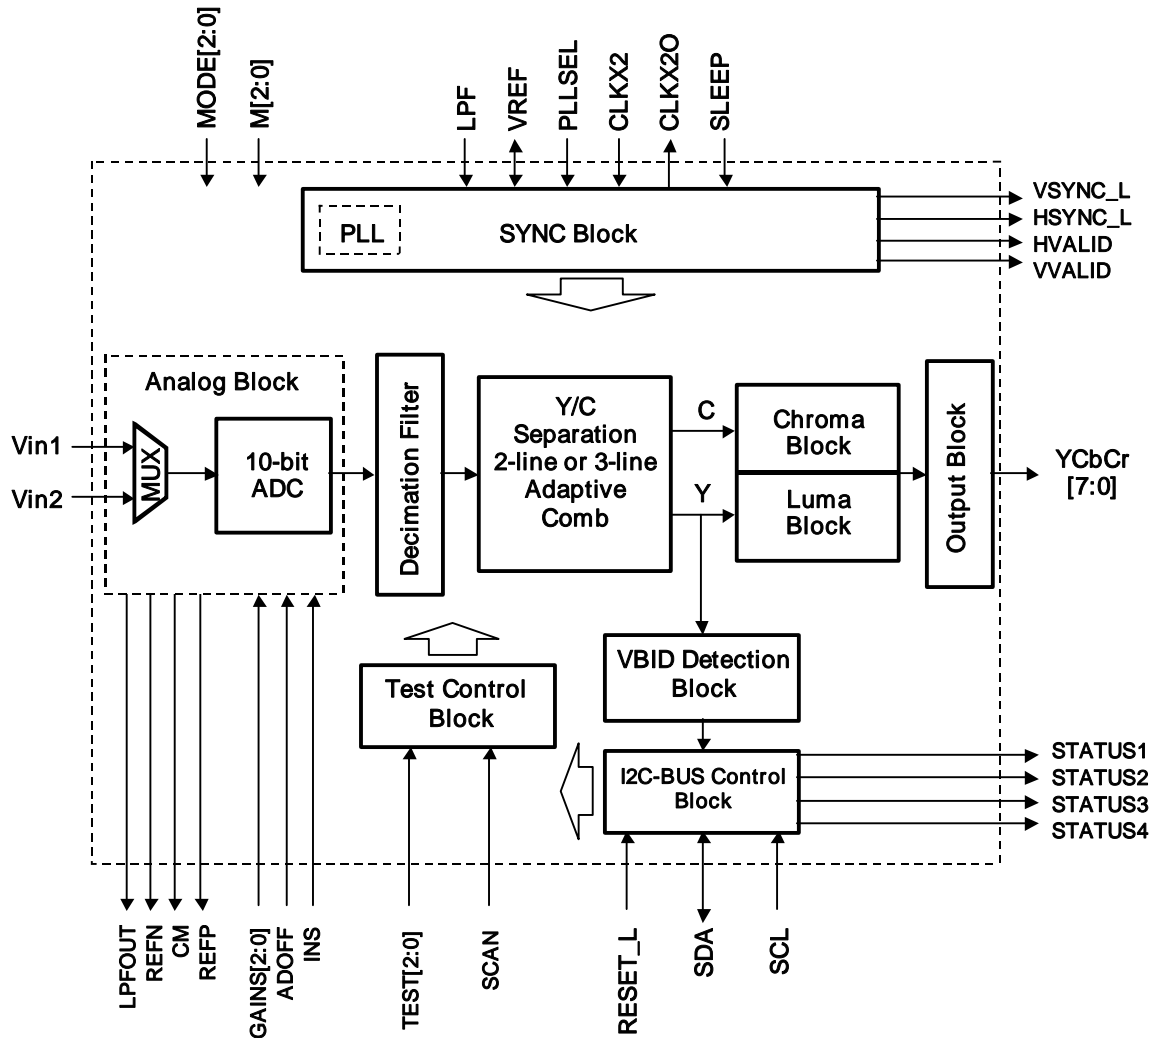 MODE[2:0]
M[2:0]
LPF
VREF
PLLSEL
CLKX2
CLKX2O
SLEEP
PLL
SYNC Block
VSYNC_L
HSYNC_L
HVALID
VVALID
Analog Block
Vin1
Vin2
MUX
10-bit
ADC
Decimation Filter
Y/C
Separation
2-line or 3-line
Adaptive
Comb
C
Y
Chroma
Block
Luma
Block
Output Block
YCbCr
[7:0]
Test Control
Block
VBID Detection
Block
I2C-BUS Control
Block
STATUS1
STATUS2
STATUS3
STATUS4
LPFOUT
REFN
CM
REFP
GAINS[2:0]
ADOFF
INS
TEST[2:0]
SCAN
RESET_L
SDA
SCL